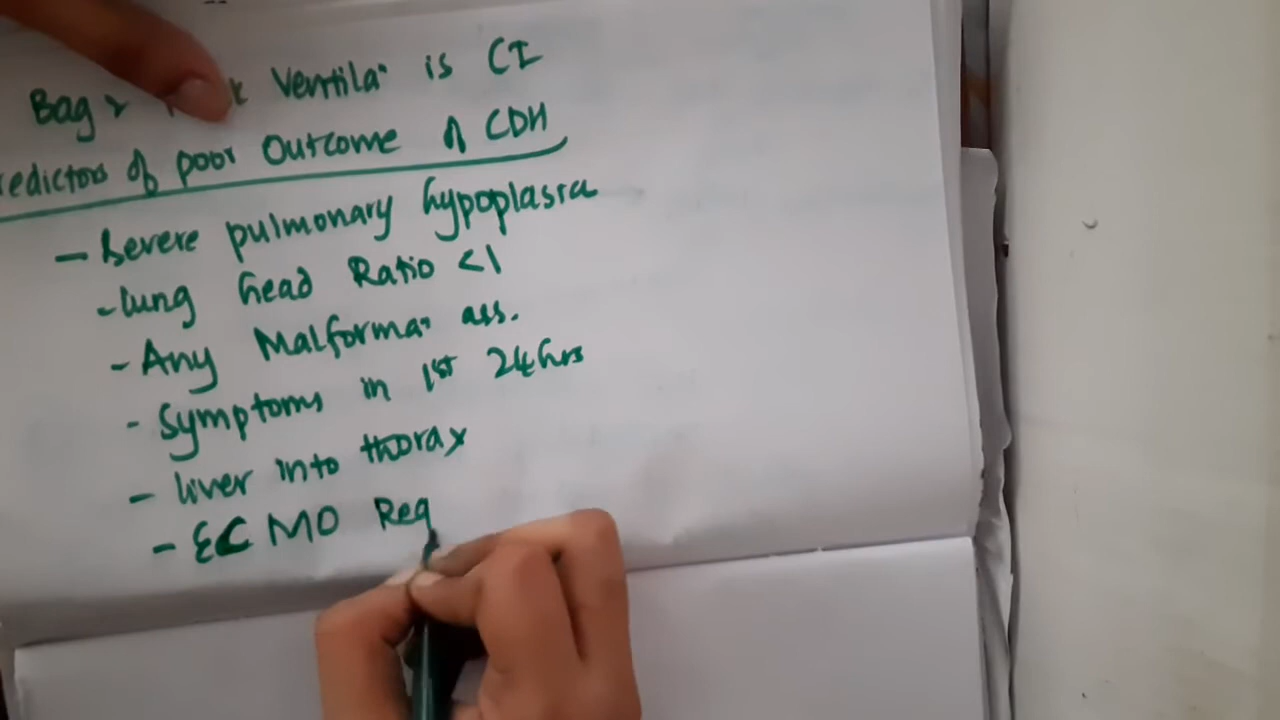 Bag & Ventila" is CI
redictors of poor Outcome of CDH
- Severe pulmonary hypoplasia
- lung head Ratio <1
- Any Malforma" ass.
- Symptoms in 1st 24hrs
- liver into thorax
- ECMO Req